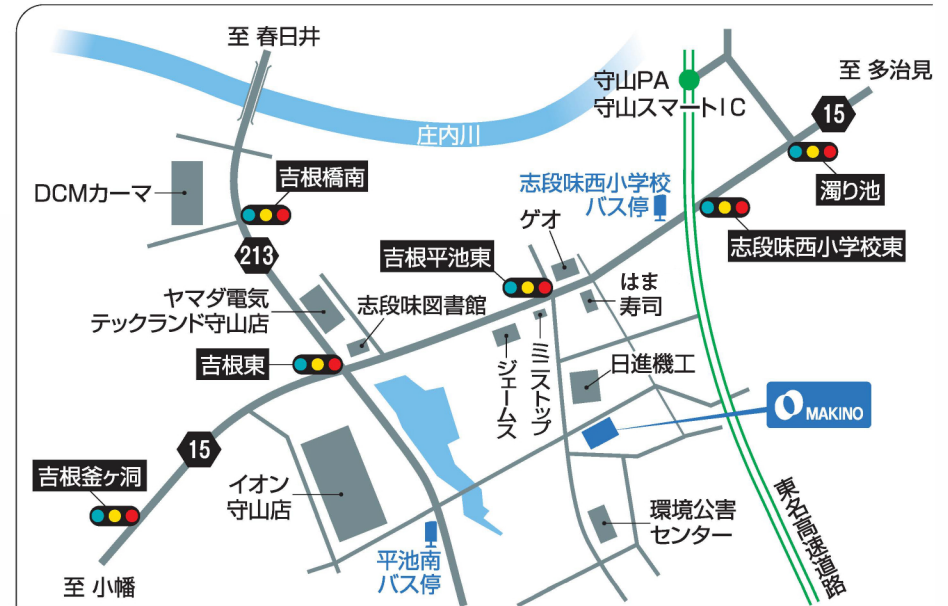 至 春日井
庄内川
守山PA
守山スマートIC
至 多治見
15
濁り池
DCMカーマ
吉根橋南
志段味西小学校
バス停
志段味西小学校東
213
ゲオ
吉根平池東
はま
寿司
ヤマダ電気
テックランド守山店
志段味図書館
吉根東
ジェームス
ミニストップ
日進機工
MAKINO
15
吉根釜ヶ洞
イオン
守山店
環境公害
センター
東名高速道路
平池南
バス停
至 小幡